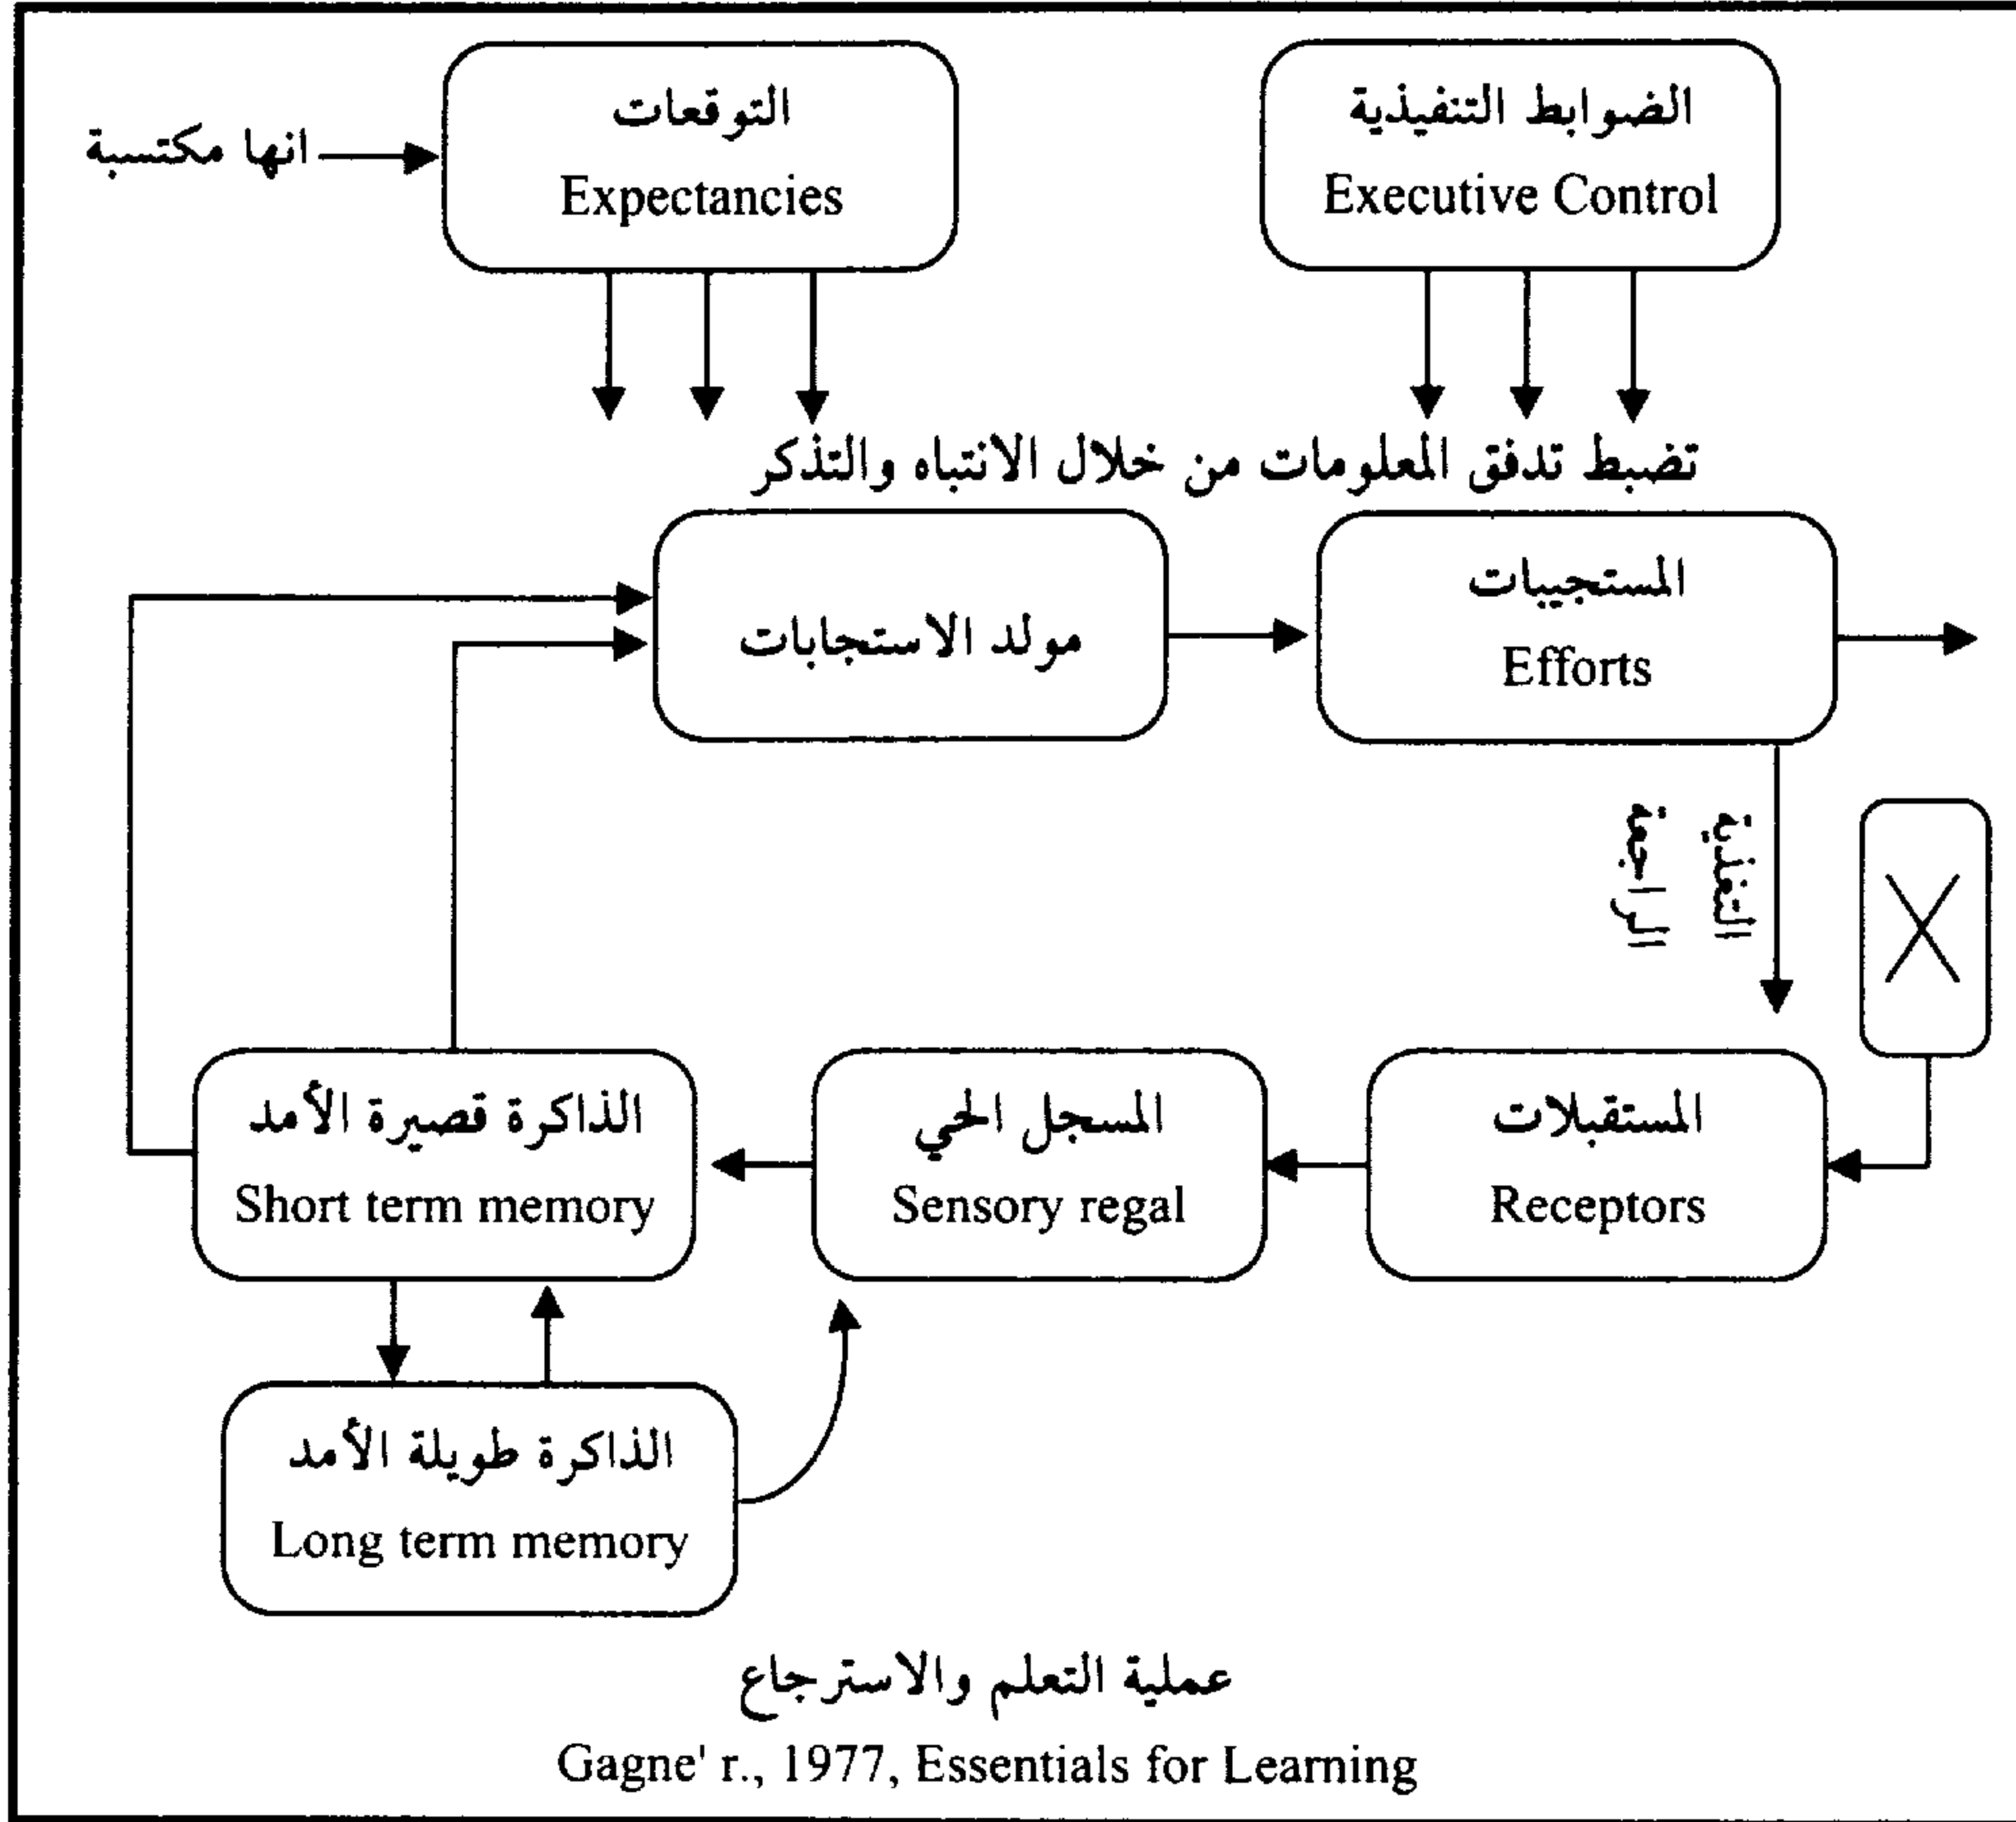 الضوابط التنفيذية
Executive Control
التوقعات
Expectancies
انها مكتسبة
تضبط تدفق المعلومات من خلال الانتباه والتذكر
المستجيبات
Efforts
مولد الاستجابات
التغذية
الراجعة
X
المستقبلات
Receptors
المسجل الحي
Sensory regal
الذاكرة قصيرة الأمد
Short term memory
الذاكرة طويلة الأمد
Long term memory
عملية التعلم والاسترجاع
Gagne' r., 1977, Essentials for Learning